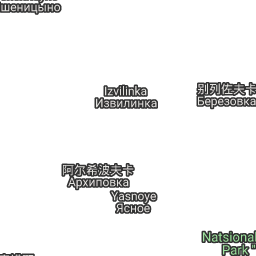 шеницыно
Izvilinka
Извилинка
别列佐夫卡
Березовка
阿尔希波夫卡
Архиповка
Yasnoye
Ясное
Natsional
Park "